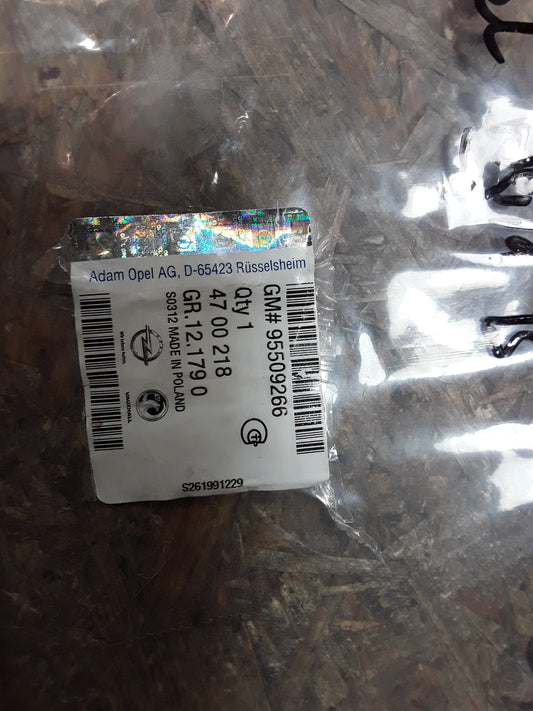 Adam Opel AG, D-65423 Rüsselsheim
GM# 95509266
Qty 1
47 00 218
GR.12.179 0
S0312 MADE IN POLAND
VAUXHALL
S261991229